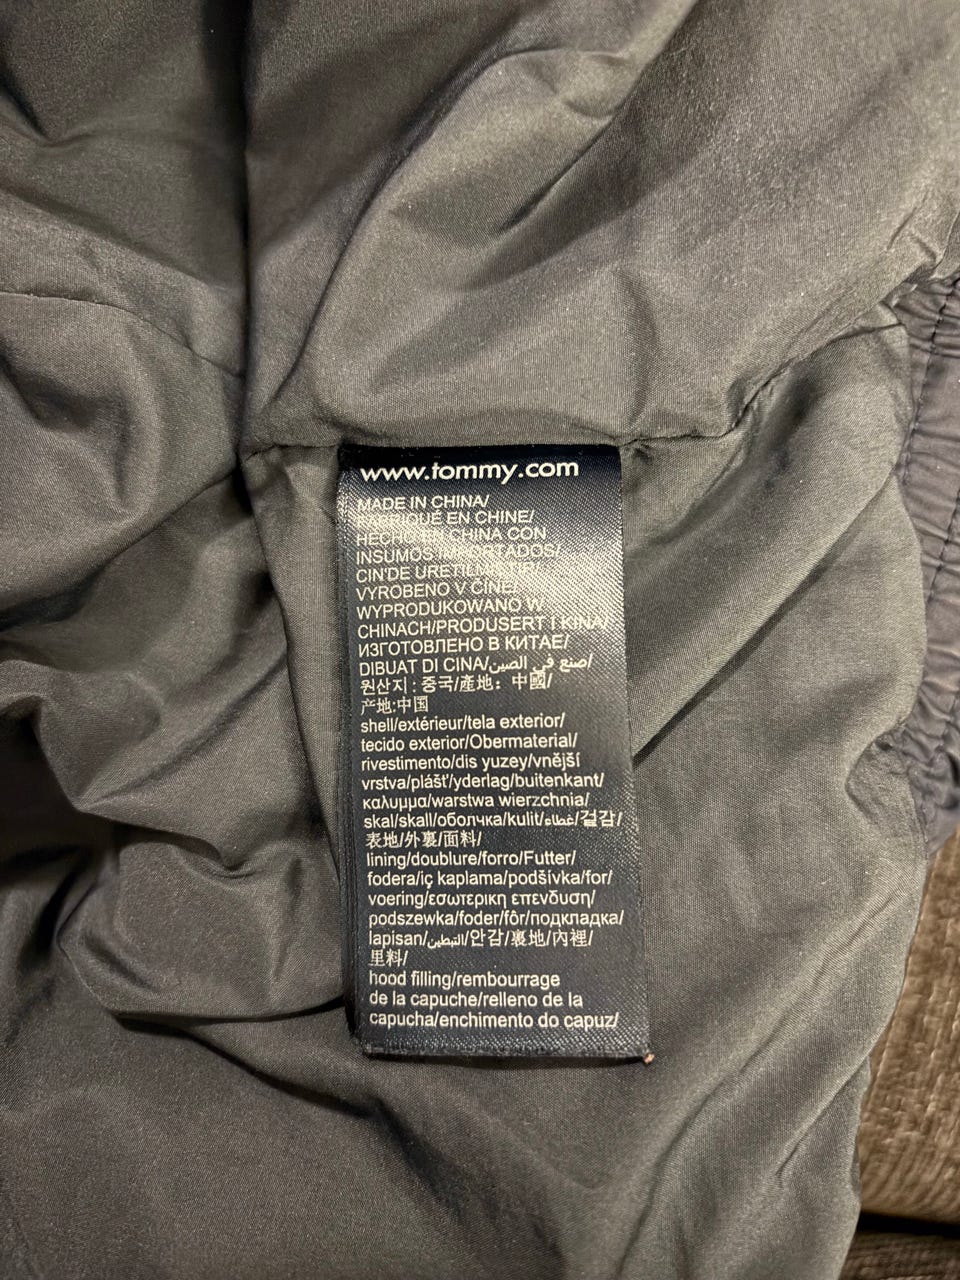 www.tommy.com
MADE IN CHINA/
FABRIQUÉ EN CHINE/
HECHO EN CHINA CON
INSUMOS IMPORTADOS/
CIN'DE URETILMISTIR/
VYROBENO V ČÍNĚ/
WYPRODUKOWANO W
CHINACH/PRODUSERT I KINA/
ИЗГОТОВЛЕНО В КИТАЕ/
DIBUAT DI CINA/صنع في الصين/
원산지 : 중국/產地: 中國/
产地:中国
shell/extérieur/tela exterior/
tecido exterior/Obermaterial/
rivestimento/dis yuzey/vnější
vrstva/plášť/yderlag/buitenkant/
καλυμμα/warstwa wierzchnia/
skal/skall/оболчка/kulit/غطاء/겉감/
表地/外裏/面料/
lining/doublure/forro/Futter/
fodera/iç kaplama/podšívka/for/
voering/εσωτερικη επενδυση/
podszewka/foder/fôr/подкладка/
lapisan/التبطين/안감/裏地/內裡/
里料/
hood filling/rembourrage
de la capuche/relleno de la
capucha/enchimento do capuz/